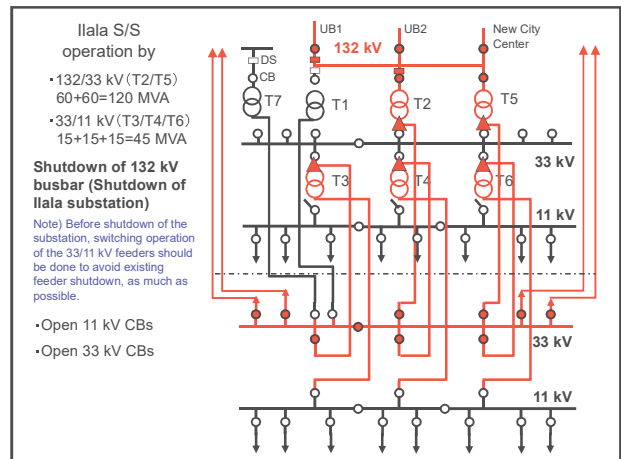 Ilala S/S
operation by
・132/33 kV (T2/T5)
60+60=120 MVA
・33/11 kV (T3/T4/T6)
15+15+15=45 MVA
Shutdown of 132 kV
busbar (Shutdown of
Ilala substation)
Note) Before shutdown of the
substation, switching operation
of the 33/11 kV feeders should
be done to avoid existing
feeder shutdown, as much as
possible.
・Open 11 kV CBs
・Open 33 kV CBs
UB1
UB2
New City
Center
132 kV
DS
CB
T7
T1
T2
T5
33 kV
T3
T4
T6
11 kV
33 kV
11 kV